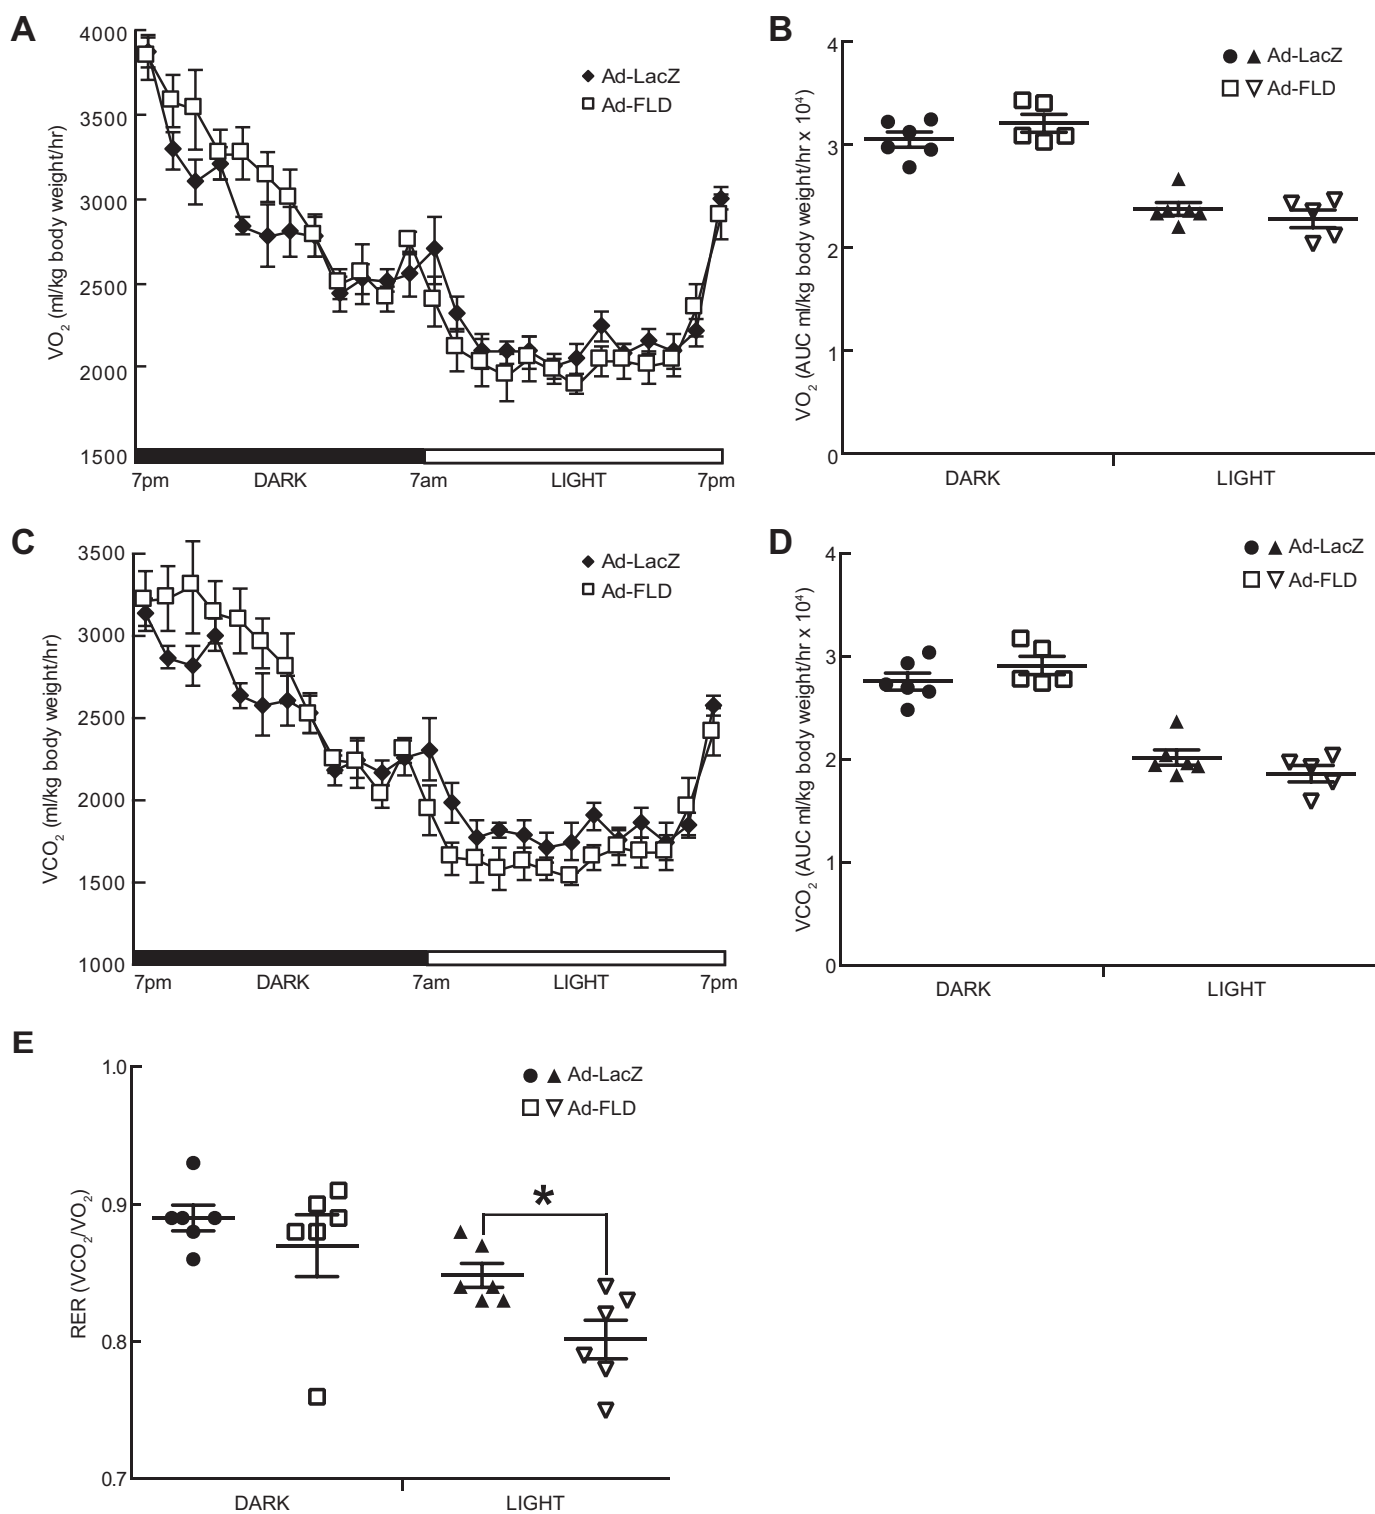 A
VO₂ (ml/kg body weight/hr)
4000
3500
3000
2500
2000
1500
Ad-LacZ
Ad-FLD
7pm DARK 7am LIGHT 7pm
B
VO₂ (AUC ml/kg body weight/hr x 10⁴)
4
3
2
1
0
Ad-LacZ
Ad-FLD
DARK LIGHT
C
VCO₂ (ml/kg body weight/hr)
3500
3000
2500
2000
1500
1000
Ad-LacZ
Ad-FLD
7pm DARK 7am LIGHT 7pm
D
VCO₂ (AUC ml/kg body weight/hr x 10⁴)
4
3
2
1
0
Ad-LacZ
Ad-FLD
DARK LIGHT
E
RER (VCO₂/VO₂)
1.0
0.9
0.8
0.7
Ad-LacZ
Ad-FLD
*
DARK LIGHT